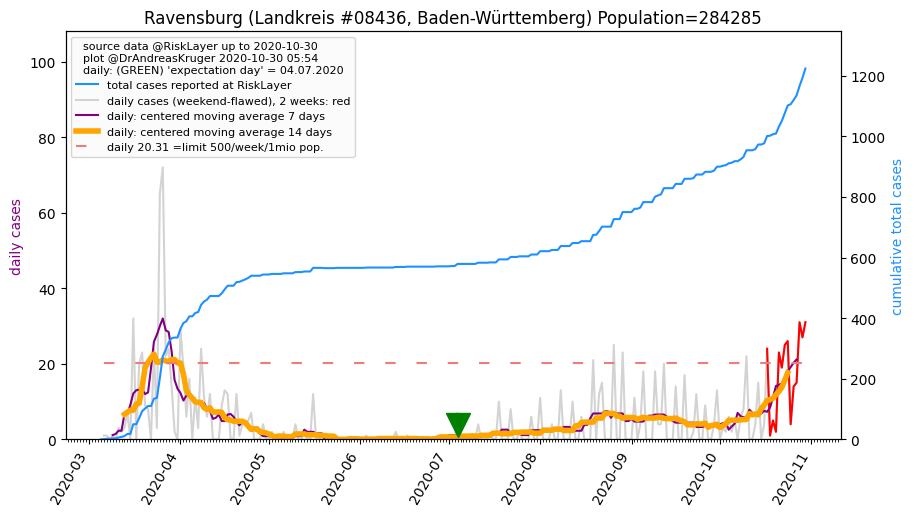 Ravensburg (Landkreis #08436, Baden-Württemberg) Population=284285
source data @RiskLayer up to 2020-10-30
plot @DrAndreasKruger 2020-10-30 05:54
daily: (GREEN) 'expectation day' = 04.07.2020
total cases reported at RiskLayer
daily cases (weekend-flawed), 2 weeks: red
daily: centered moving average 7 days
daily: centered moving average 14 days
daily 20.31 =limit 500/week/1mio pop.
daily cases
100
80
60
40
20
0
cumulative total cases
1200
1000
800
600
400
200
0
2020-03
2020-04
2020-05
2020-06
2020-07
2020-08
2020-09
2020-10
2020-11